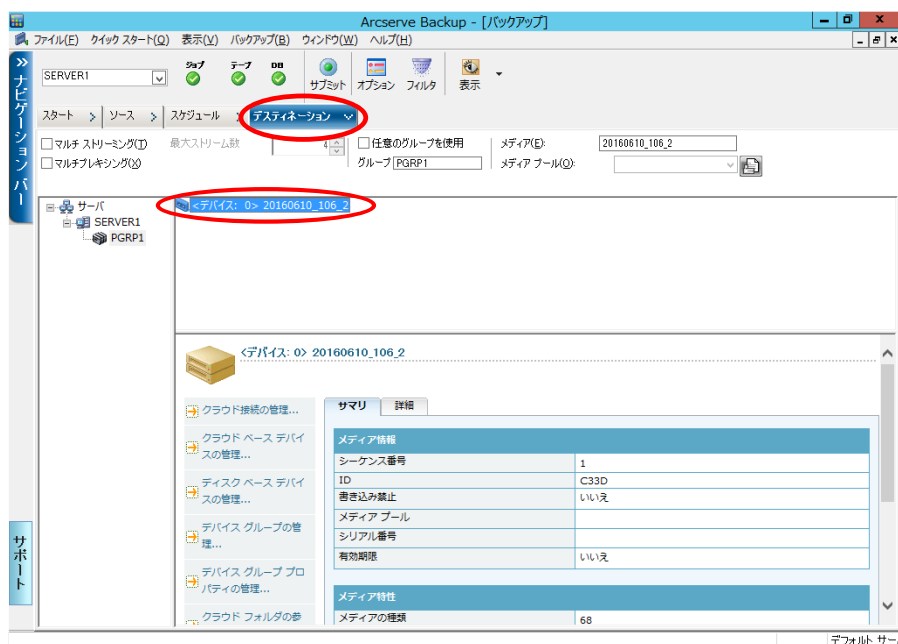 Arcserve Backup - [バックアップ]
ファイル(F) クイック スタート(Q) 表示(V) バックアップ(B) ウィンドウ(W) ヘルプ(H)
SERVER1
ジョブ テープ DB
サブミット オプション フィルタ 表示
スタート ソース スケジュール デスティネーション
マルチ ストリーミング(T) 最大ストリーム数 4 任意のグループを使用 メディア(E): 20160610_106_2
マルチプレキシング(X) グループ PGRP1 メディア プール(O):
ナビゲーション バー
サーバ
SERVER1
PGRP1
<デバイス: 0> 20160610_106_2
<デバイス: 0> 20160610_106_2
クラウド接続の管理...
クラウド ベース デバイ
スの管理...
ディスク ベース デバイ
スの管理...
デバイス グループの管
理...
デバイス グループ プロ
パティの管理...
クラウド フォルダの参
サマリ 詳細
メディア情報
シーケンス番号 1
ID C33D
書き込み禁止 いいえ
メディア プール
シリアル番号
有効期限 いいえ
メディア特性
メディアの種類 68
サポート
デフォルト サー